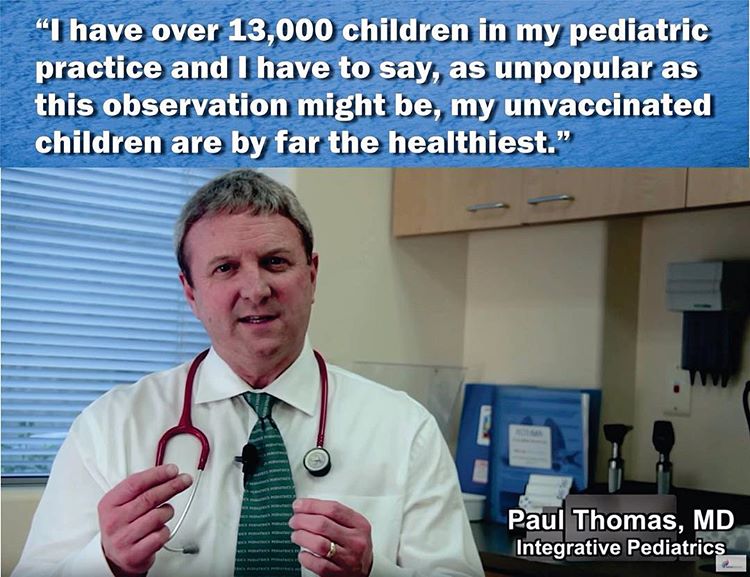 “I have over 13,000 children in my pediatric
practice and I have to say, as unpopular as
this observation might be, my unvaccinated
children are by far the healthiest.”
Paul Thomas, MD
Integrative Pediatrics